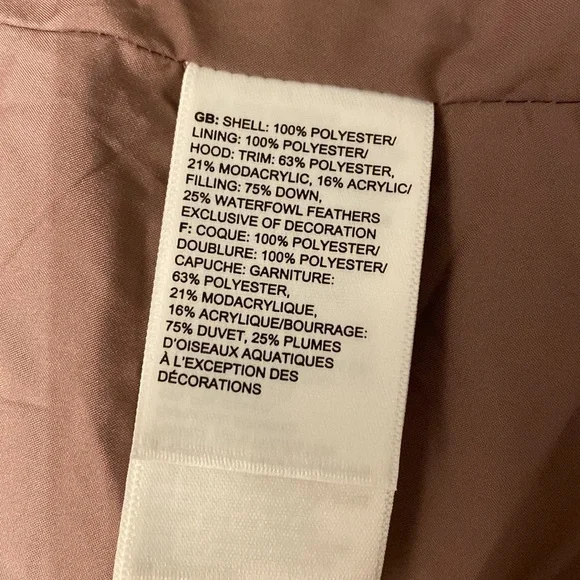 GB: SHELL: 100% POLYESTER/
LINING: 100% POLYESTER/
HOOD: TRIM: 63% POLYESTER,
21% MODACRYLIC, 16% ACRYLIC/
FILLING: 75% DOWN,
25% WATERFOWL FEATHERS
EXCLUSIVE OF DECORATION
F: COQUE: 100% POLYESTER/
DOUBLURE: 100% POLYESTER/
CAPUCHE: GARNITURE:
63% POLYESTER,
21% MODACRYLIQUE,
16% ACRYLIQUE/BOURRAGE:
75% DUVET, 25% PLUMES
D'OISEAUX AQUATIQUES
À L'EXCEPTION DES
DÉCORATIONS